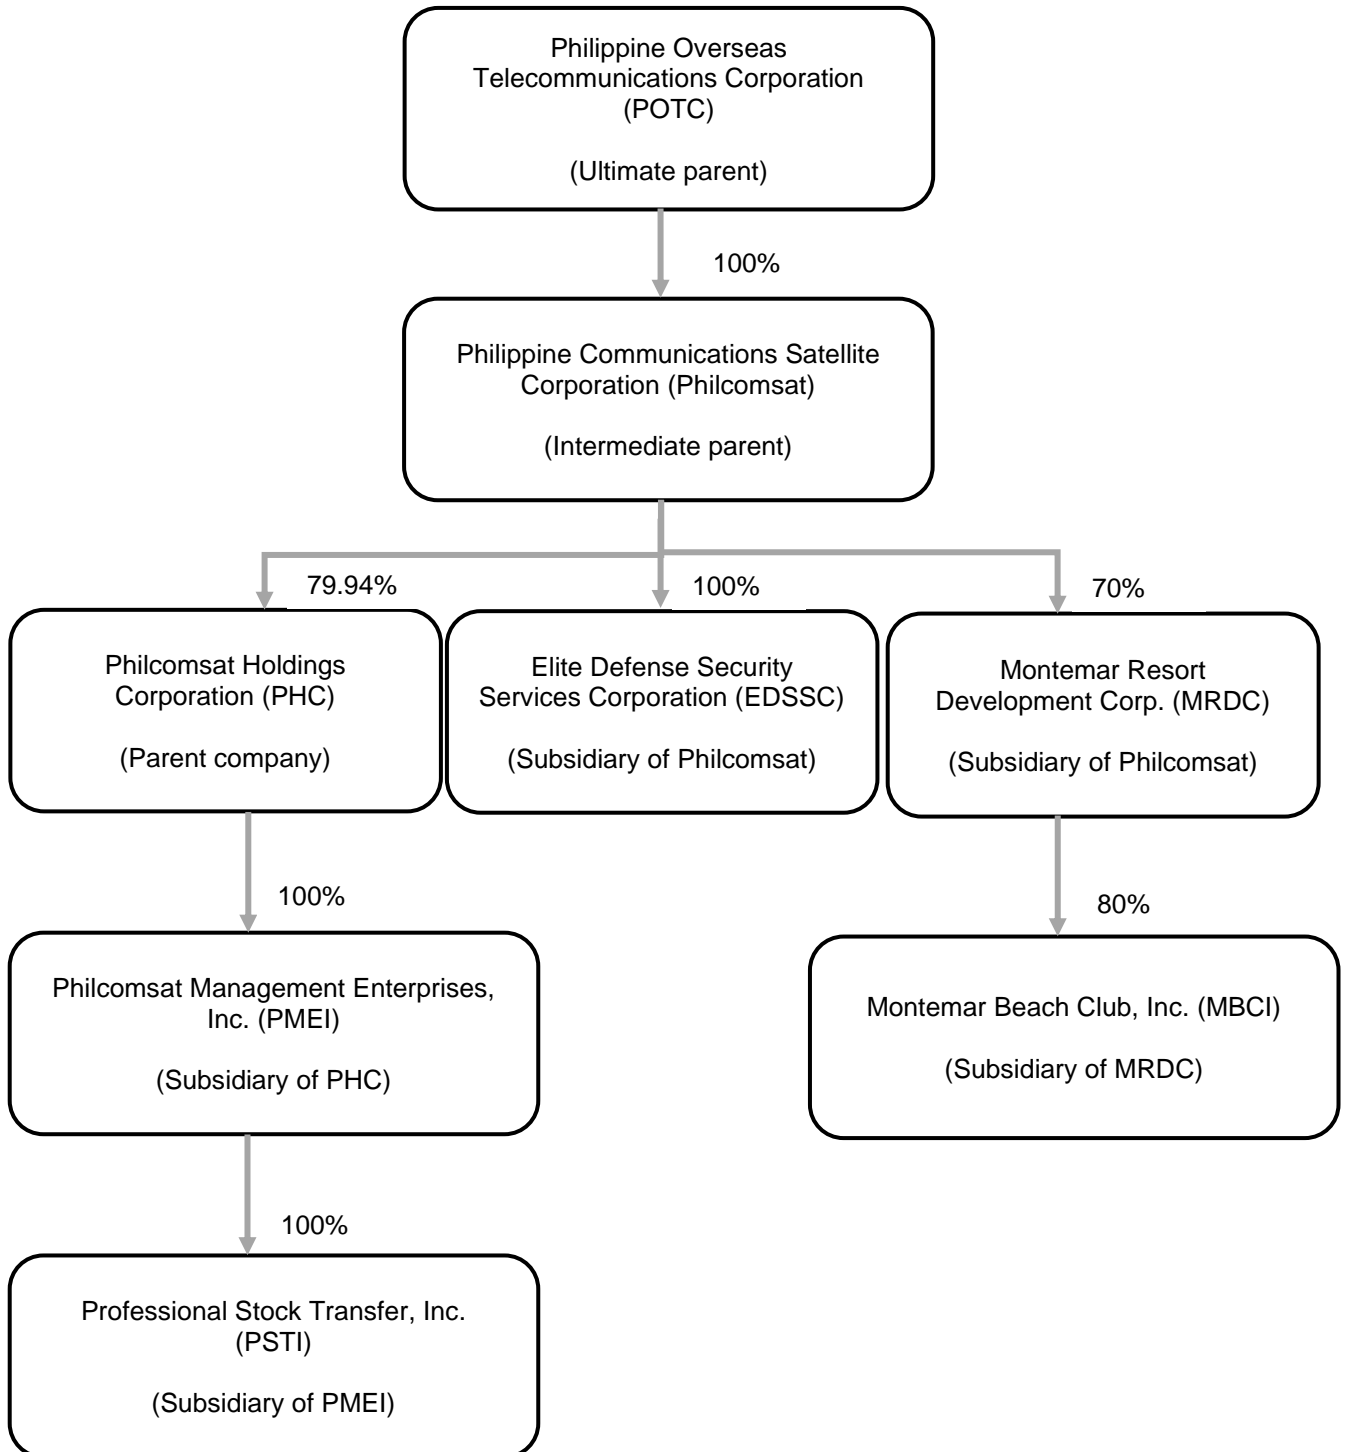 Philippine Overseas
Telecommunications Corporation
(POTC)
(Ultimate parent)
100%
Philippine Communications Satellite
Corporation (Philcomsat)
(Intermediate parent)
79.94%
100%
70%
Philcomsat Holdings
Corporation (PHC)
(Parent company)
Elite Defense Security
Services Corporation (EDSSC)
(Subsidiary of Philcomsat)
Montemar Resort
Development Corp. (MRDC)
(Subsidiary of Philcomsat)
100%
80%
Philcomsat Management Enterprises,
Inc. (PMEI)
(Subsidiary of PHC)
Montemar Beach Club, Inc. (MBCI)
(Subsidiary of MRDC)
100%
Professional Stock Transfer, Inc.
(PSTI)
(Subsidiary of PMEI)